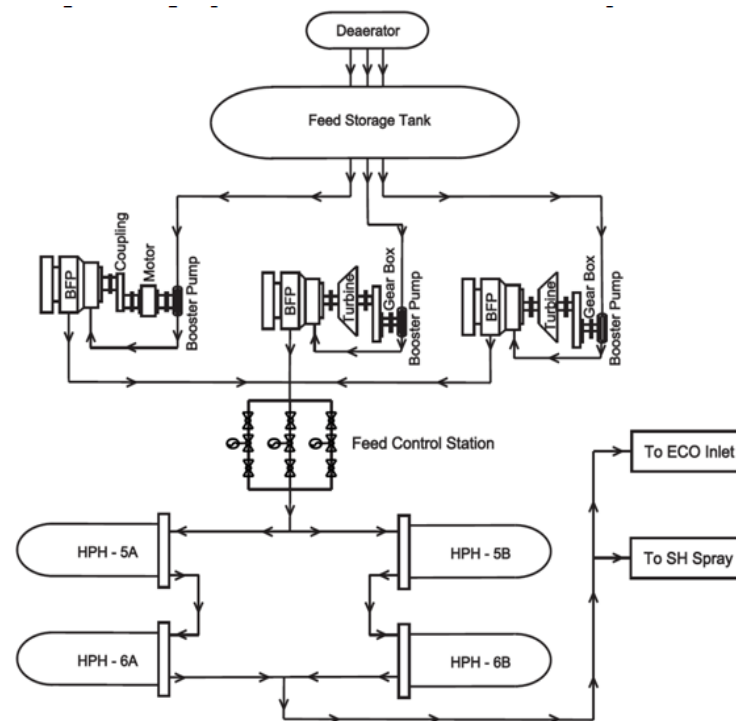 Deaerator
Feed Storage Tank
BFP
Coupling
Motor
Booster Pump
BFP
Turbine
Gear Box
Booster Pump
BFP
Turbine
Gear Box
Booster Pump
Feed Control Station
To ECO Inlet
HPH - 5A
HPH - 5B
To SH Spray
HPH - 6A
HPH - 6B